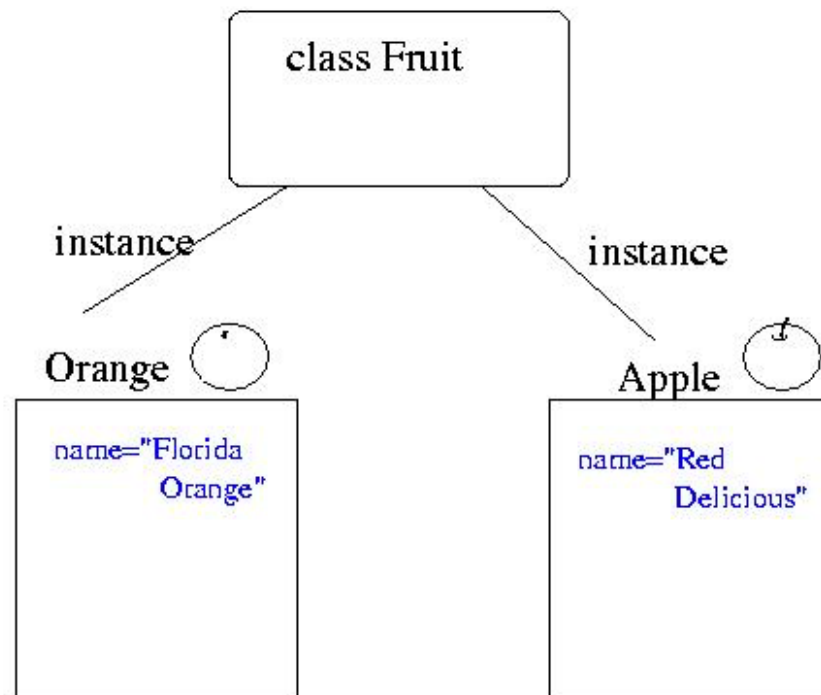 class Fruit
instance
instance
Orange
Apple
name="Florida
Orange"
name="Red
Delicious"